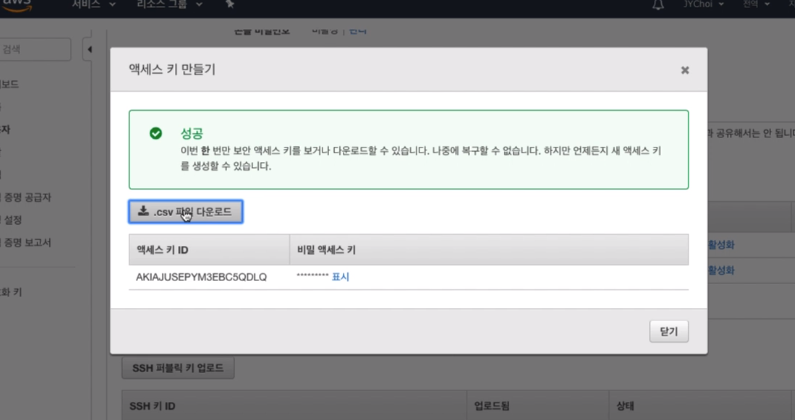 aws
서비스
리소스 그룹
JYChoi
전역
검색
액세스 키 만들기
성공
이번 한 번만 보안 액세스 키를 보거나 다운로드할 수 있습니다. 나중에 복구할 수 없습니다. 하지만 언제든지 새 액세스 키
를 생성할 수 있습니다.
공유해서는 안 됩니다
증명 공급자
.csv 파일 다운로드
설정
증명 보고서
액세스 키 ID
비밀 액세스 키
활성화
AKIAJUSEPYM3EBC5QDLQ
********* 표시
활성화
키
닫기
SSH 퍼블릭 키 업로드
SSH 키 ID
업로드됨
상태